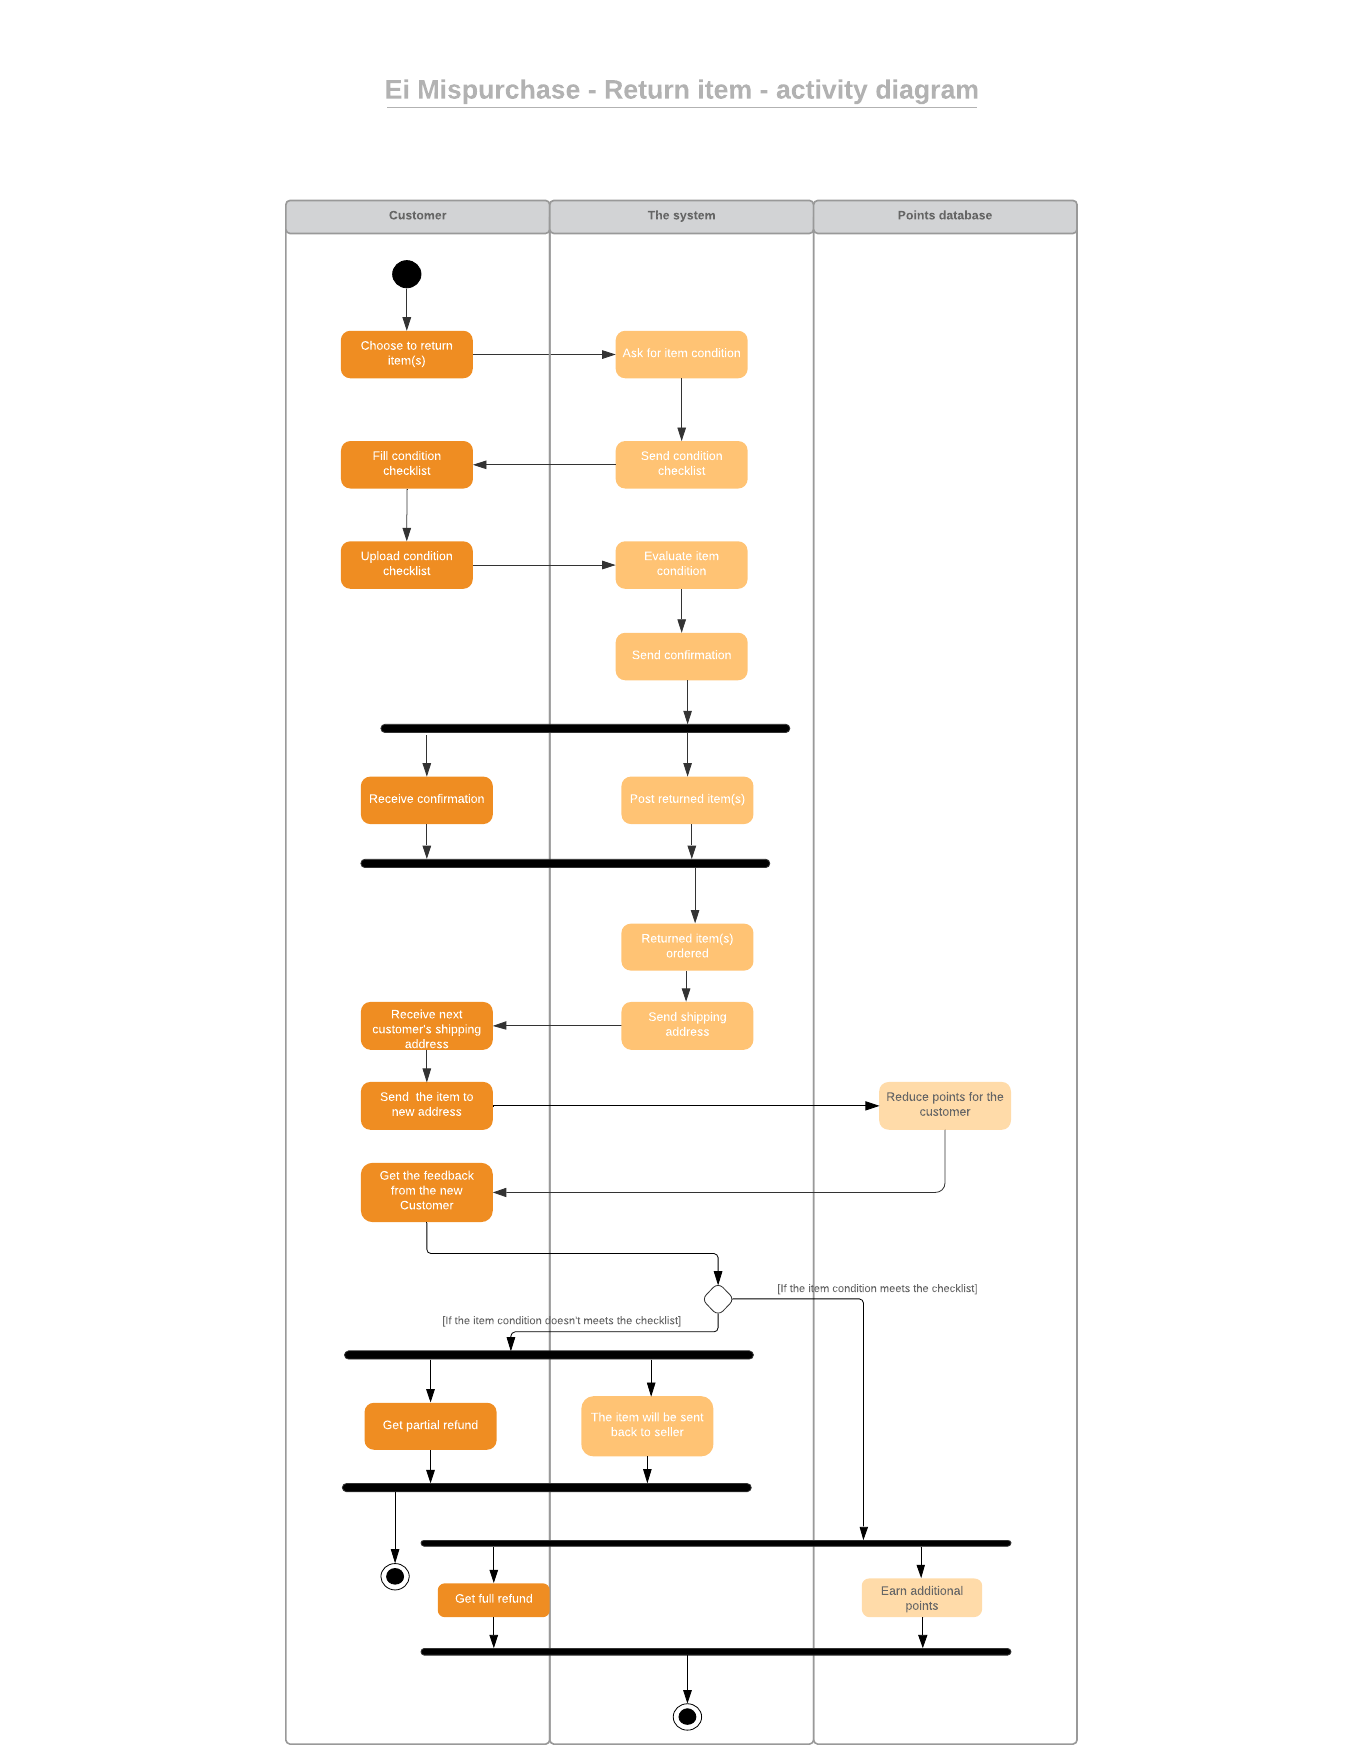 Ei Mispurchase - Return item - activity diagram
Customer
The system
Points database
Choose to return
item(s)
Ask for item condition
Fill condition
checklist
Send condition
checklist
Upload condition
checklist
Evaluate item
condition
Send confirmation
Receive confirmation
Post returned item(s)
Returned item(s)
ordered
Receive next
customer's shipping
address
Send shipping
address
Send the item to
new address
Reduce points for the
customer
Get the feedback
from the new
Customer
[If the item condition meets the checklist]
[If the item condition doesn't meets the checklist]
Get partial refund
The item will be sent
back to seller
Get full refund
Earn additional
points